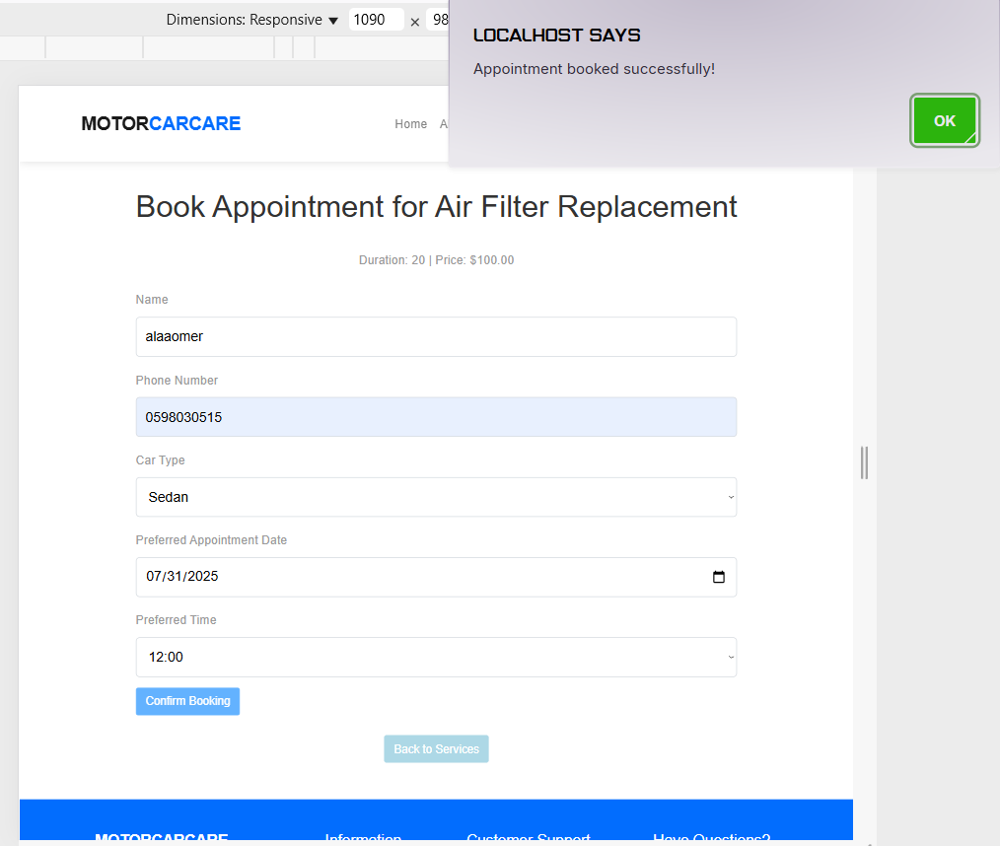 Dimensions: Responsive ▼ 1090 × 98
LOCALHOST SAYS
Appointment booked successfully!
OK
MOTORCARCARE
Home A
Book Appointment for Air Filter Replacement
Duration: 20 | Price: $100.00
Name
alaaomer
Phone Number
0598030515
Car Type
Sedan
Preferred Appointment Date
07/31/2025
Preferred Time
12:00
Confirm Booking
Back to Services
MOTORCARCARE Information Customer Support Have Questions?